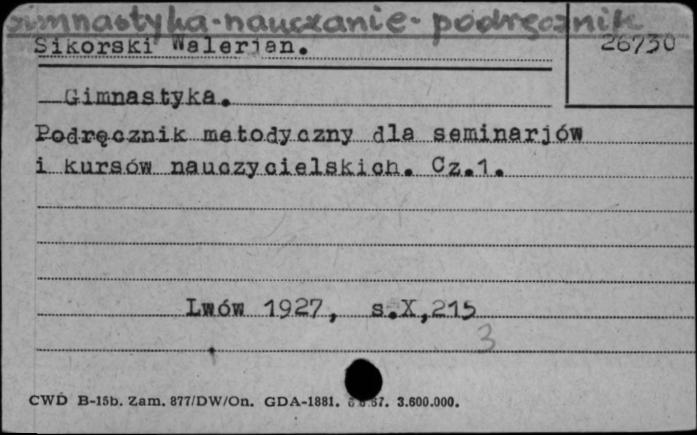 gimnastyka-nauczanie-podręcznik
Sikorski Walerjan.
26730
Gimnastyka.
Podręcznik metodyczny dla seminarjów
i kursów nauczycielskich. Cz.1.
Lwów 1927, s.X,215
3
CWD B-15b. Zam. 877/DW/On. GDA-1881. 67. 3.600.000.